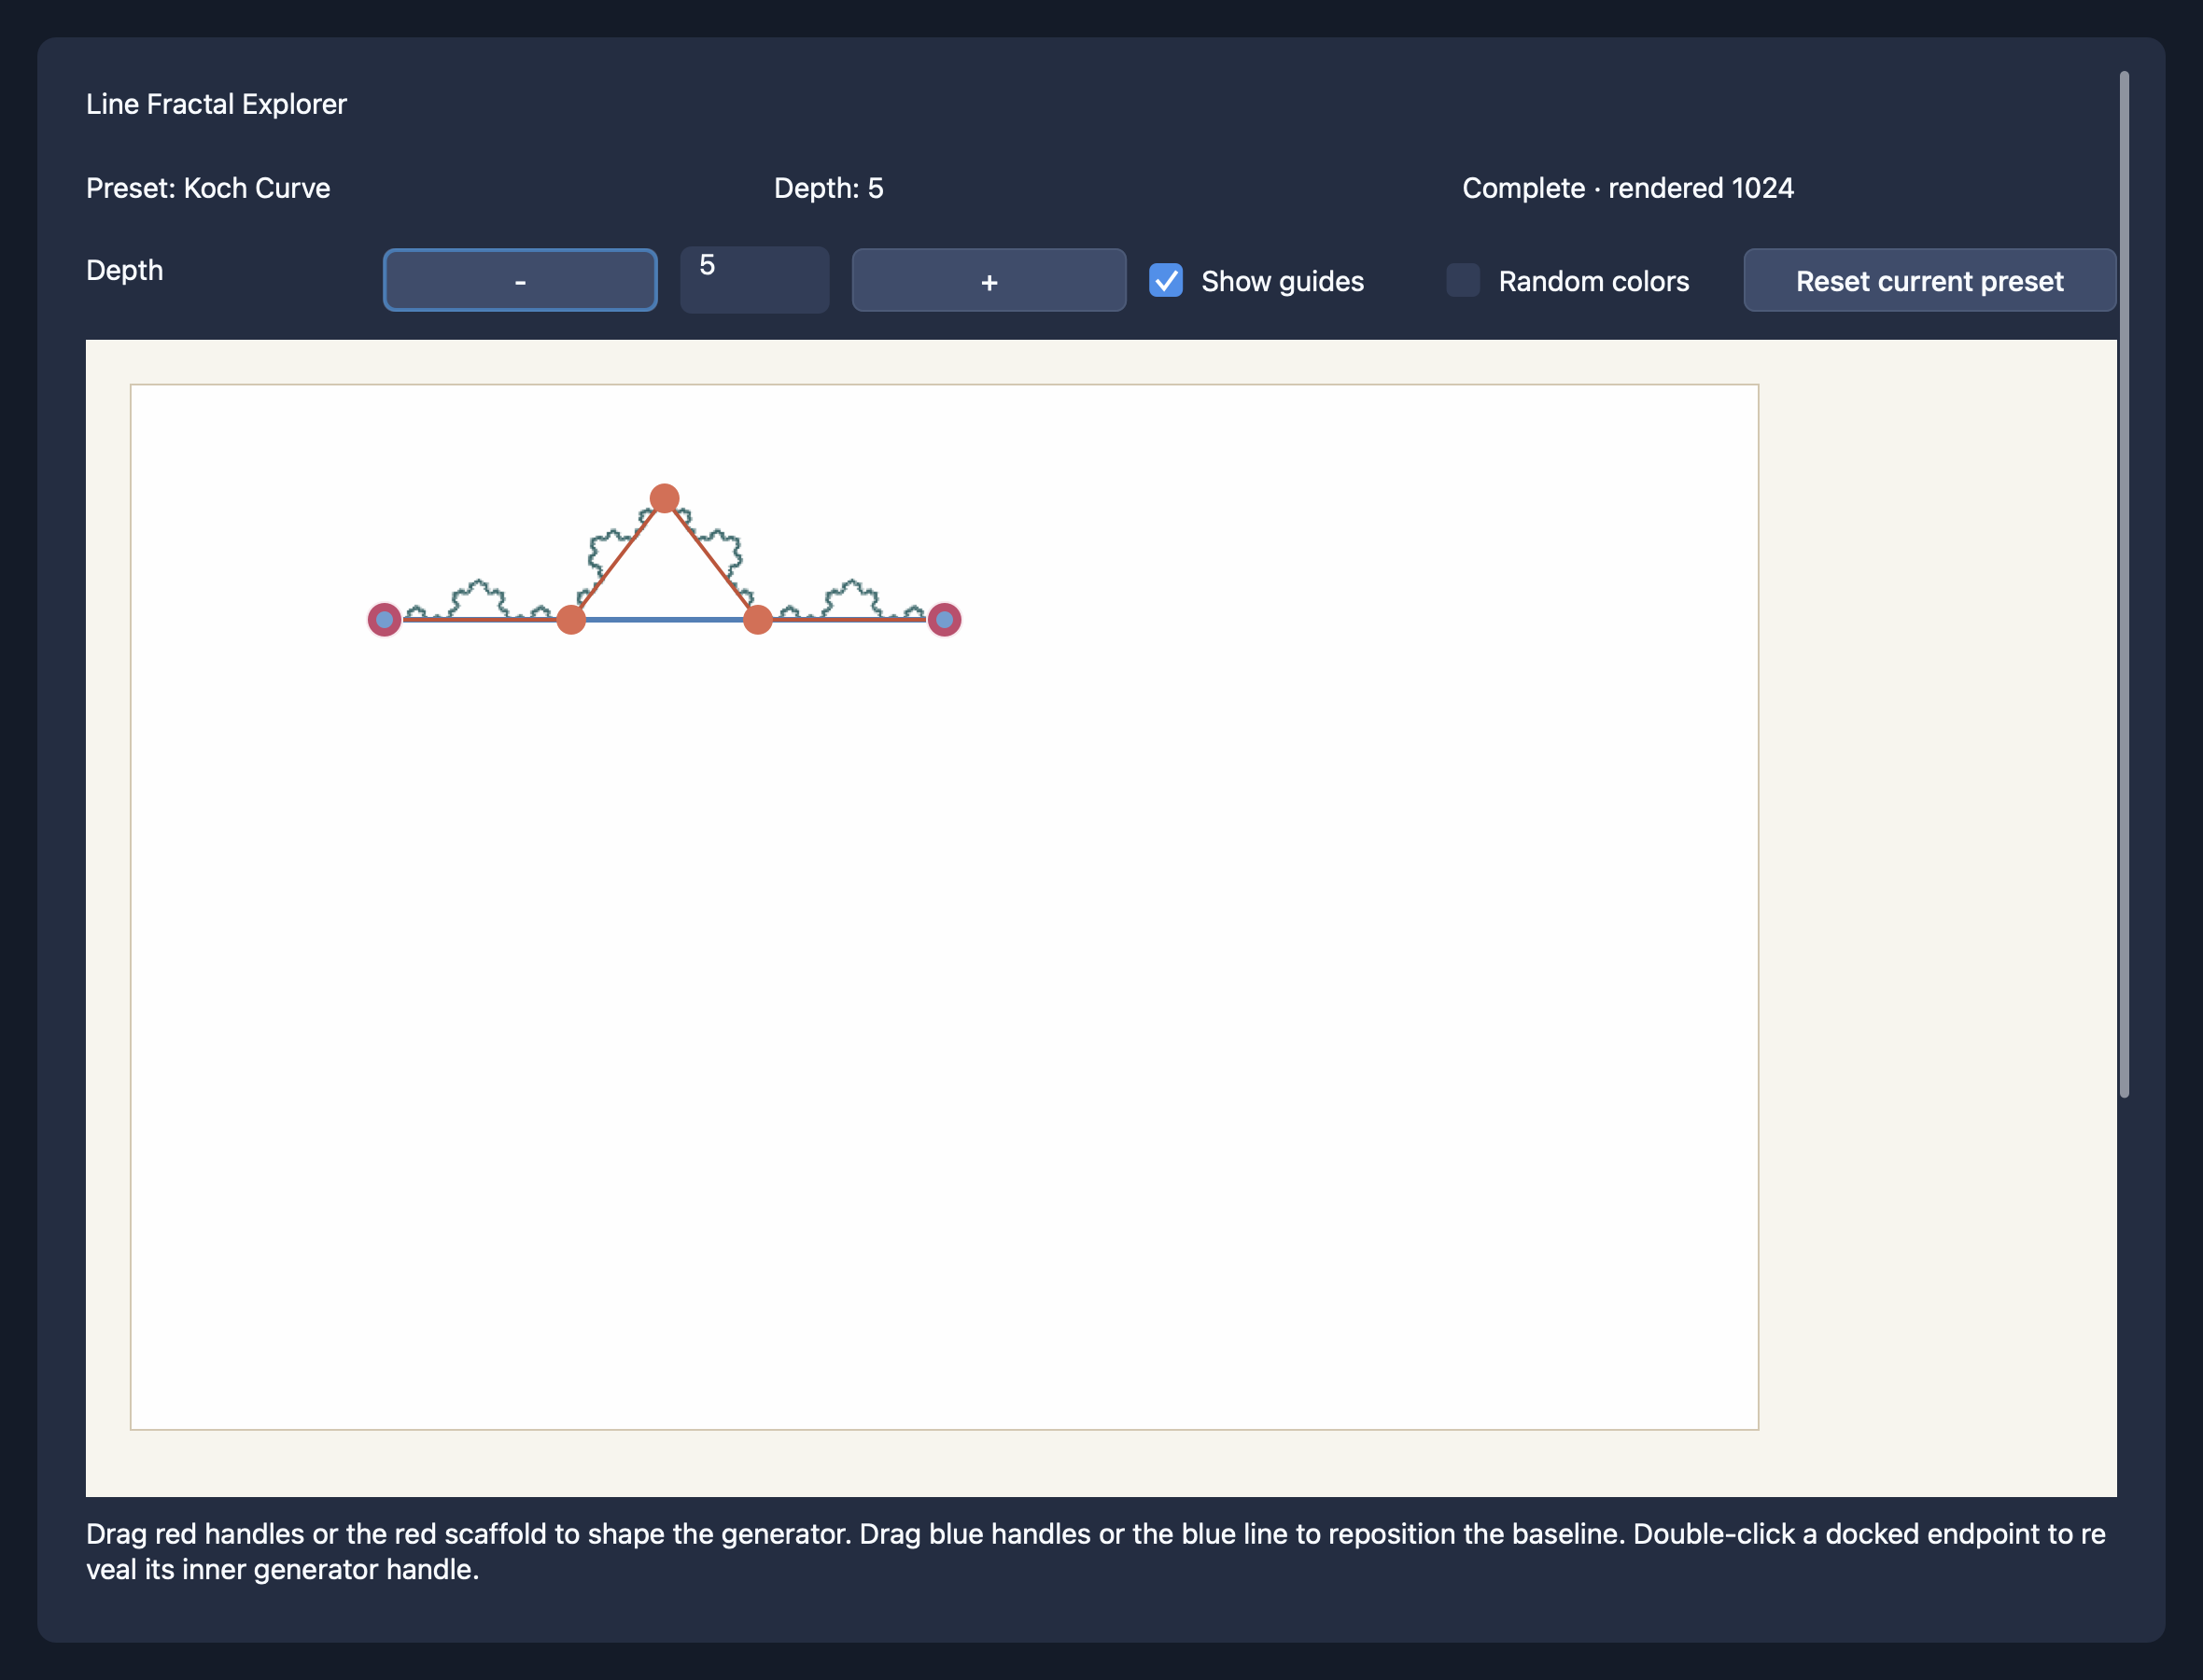 Line Fractal Explorer
Preset: Koch Curve
Depth: 5
Complete · rendered 1024
Depth
-
5
+
Show guides
Random colors
Reset current preset
Drag red handles or the red scaffold to shape the generator. Drag blue handles or the blue line to reposition the baseline. Double-click a docked endpoint to re
veal its inner generator handle.